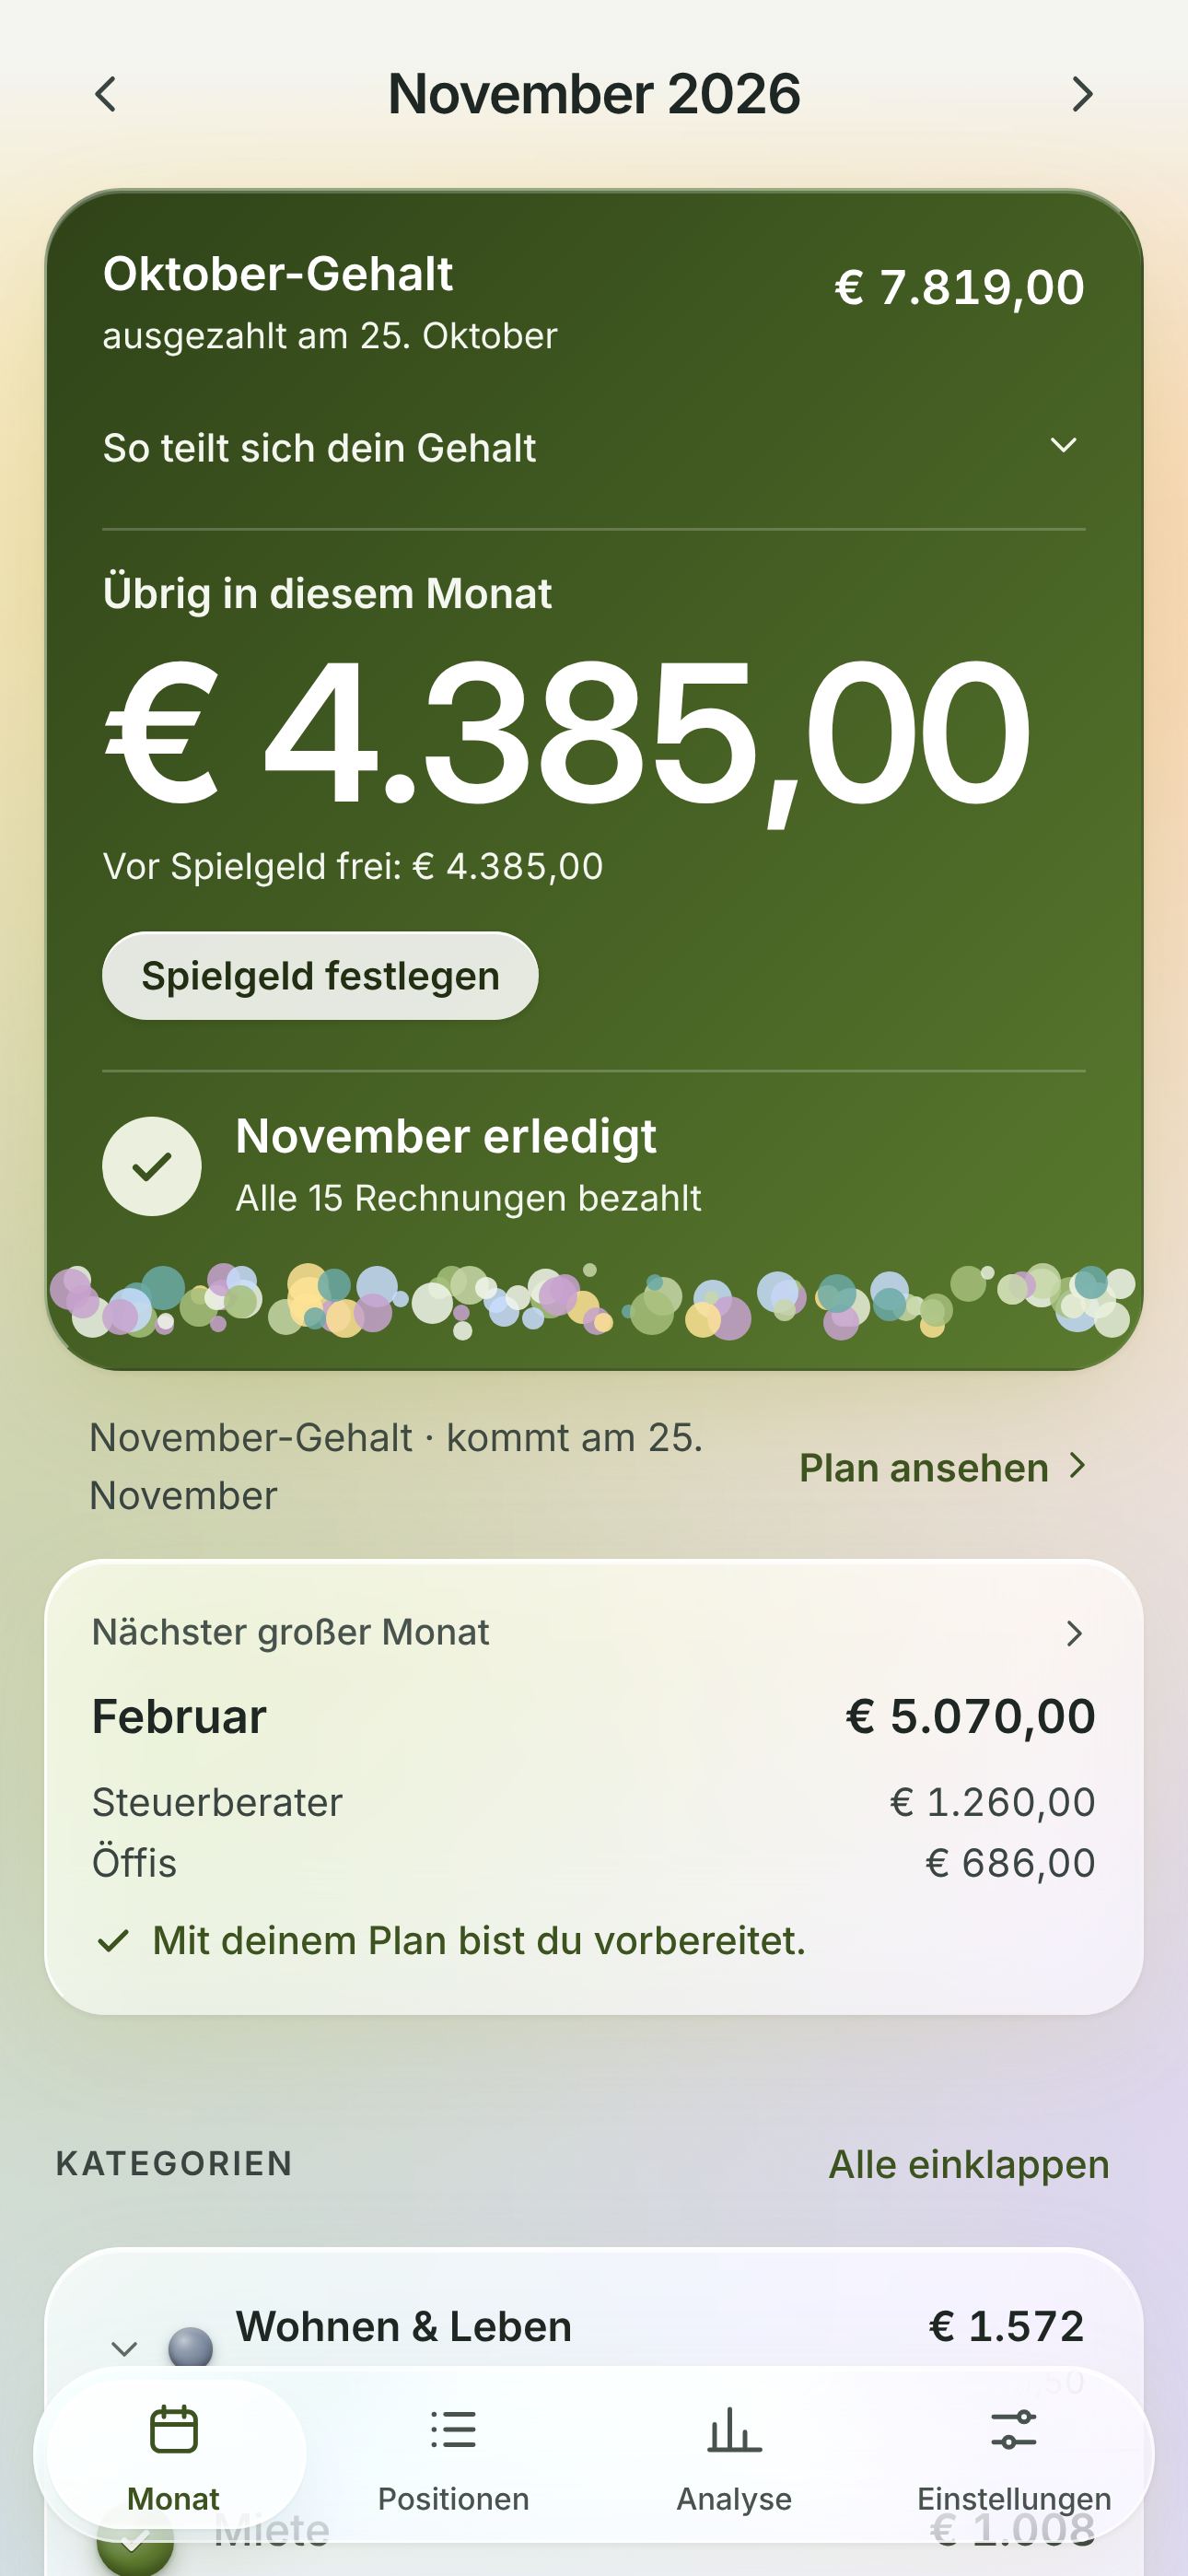 November 2026
Oktober-Gehalt
€ 7.819,00
ausgezahlt am 25. Oktober
So teilt sich dein Gehalt
Übrig in diesem Monat
€ 4.385,00
Vor Spielgeld frei: € 4.385,00
Spielgeld festlegen
November erledigt
Alle 15 Rechnungen bezahlt
November-Gehalt · kommt am 25.
November
Plan ansehen
Nächster großer Monat
Februar
€ 5.070,00
Steuerberater
€ 1.260,00
Öffis
€ 686,00
Mit deinem Plan bist du vorbereitet.
KATEGORIEN
Alle einklappen
Wohnen & Leben
€ 1.572
50
Monat
Positionen
Analyse
Einstellungen
Miete
€ 1.008